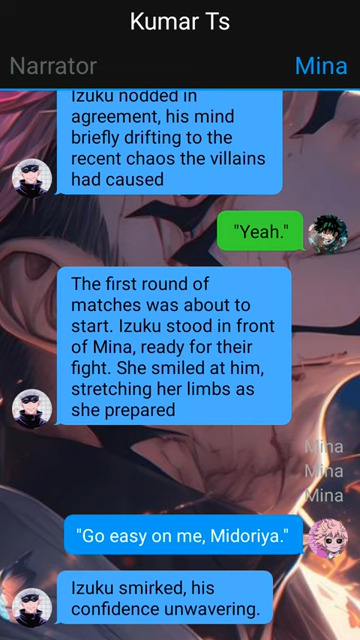 Kumar Ts
Narrator
Mina
Izuku nodded in
agreement, his mind
briefly drifting to the
recent chaos the villains
had caused
"Yeah."
The first round of
matches was about to
start. Izuku stood in front
of Mina, ready for their
fight. She smiled at him,
stretching her limbs as
she prepared
Mina
Mina
Mina
"Go easy on me, Midoriya."
Izuku smirked, his
confidence unwavering.